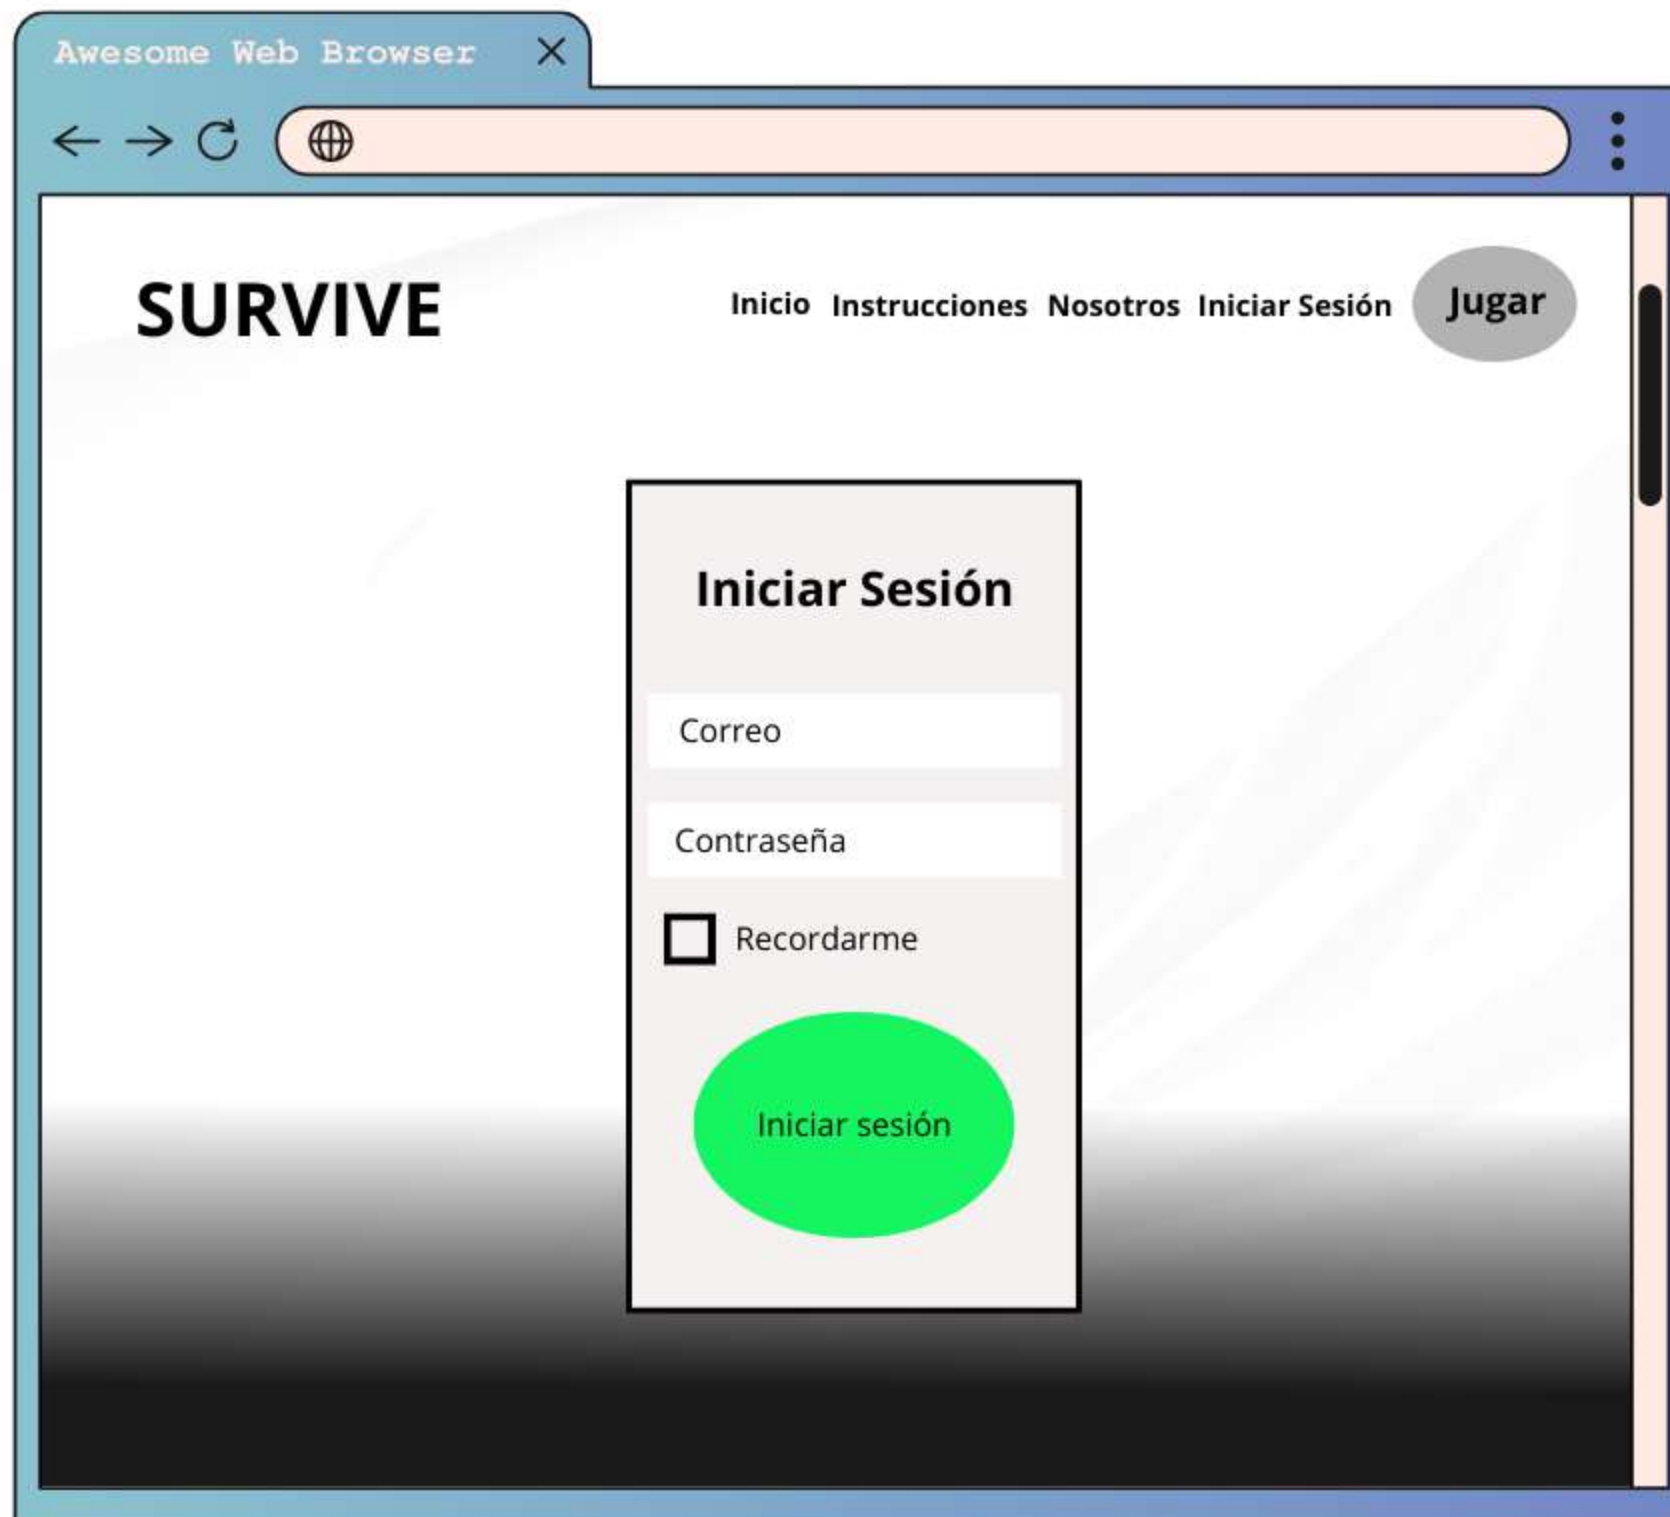 Awesome Web Browser
SURVIVE
Inicio Instrucciones Nosotros Iniciar Sesión Jugar
Iniciar Sesión
Correo
Contraseña
Recordarme
Iniciar sesión